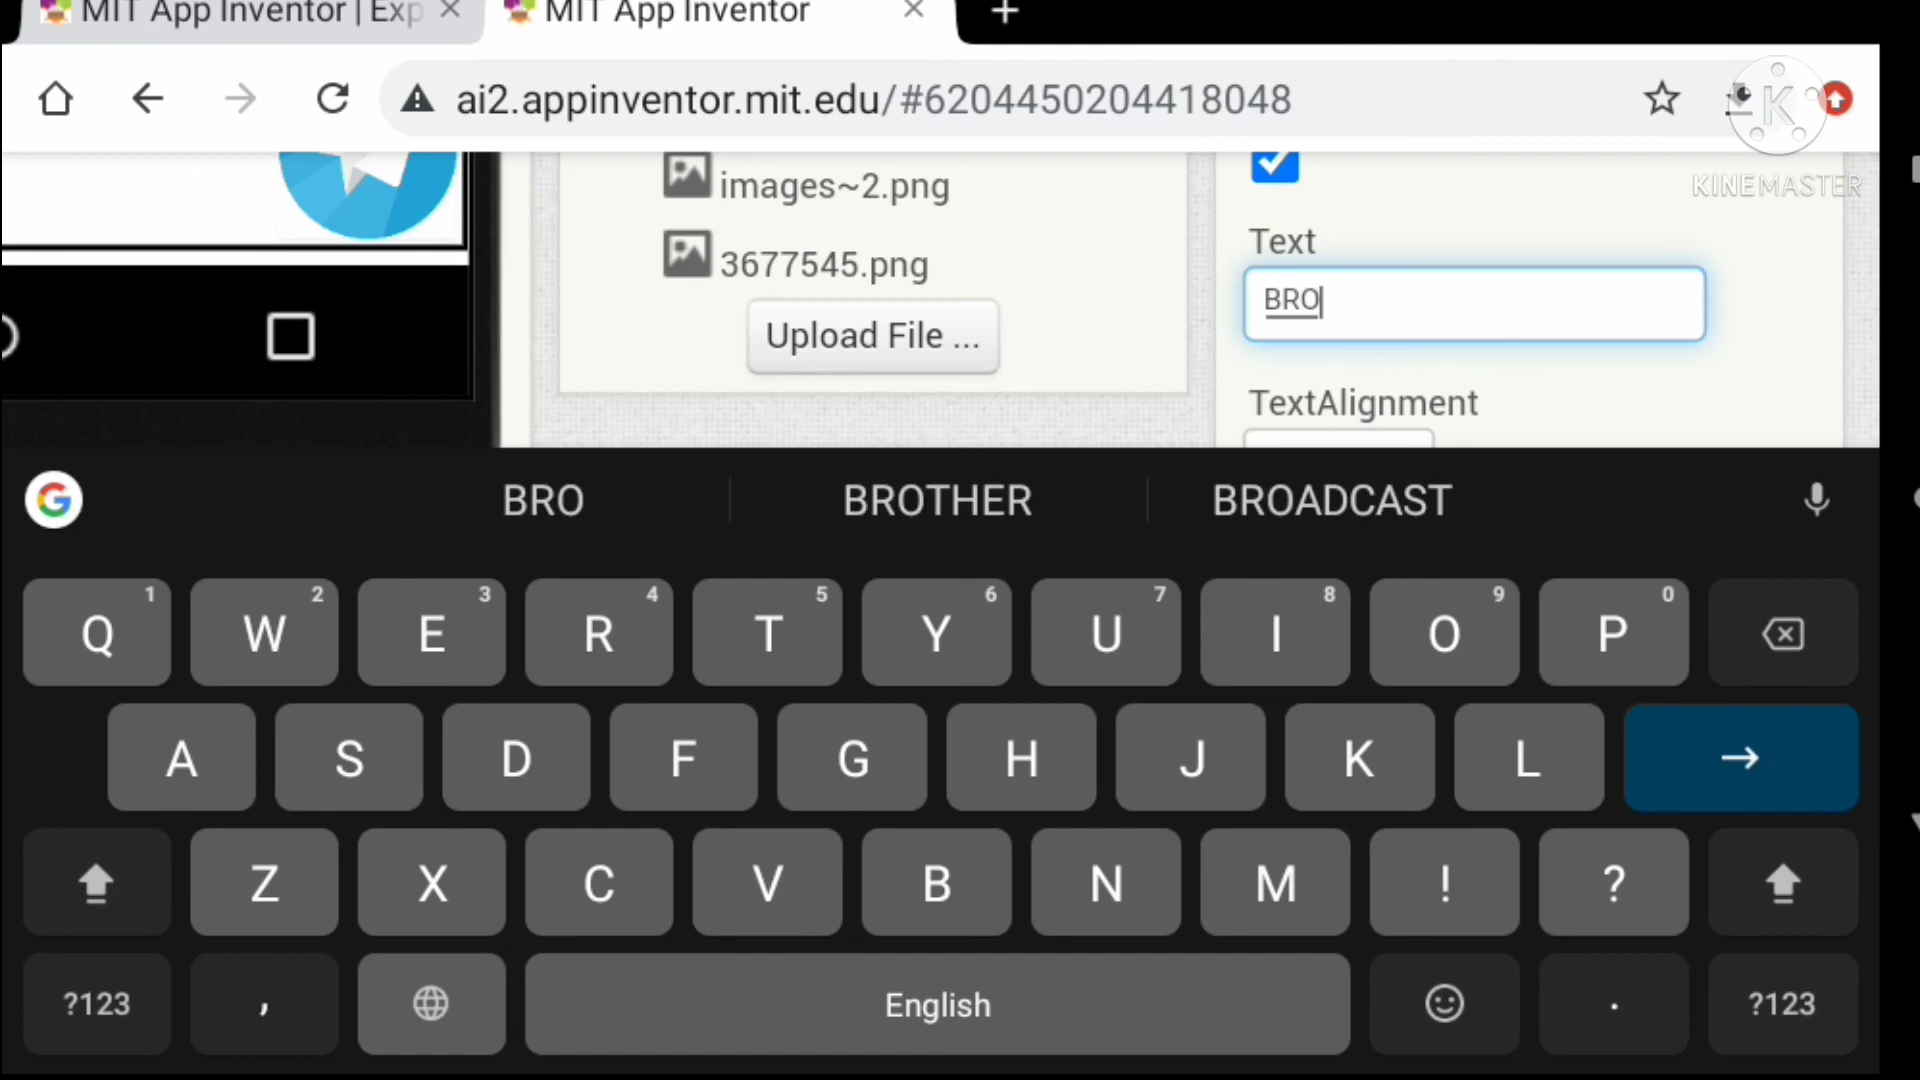 MIT App Inventor | Exp
MIT App Inventor
ai2.appinventor.mit.edu/#6204450204418048
K
KINEMASTER
images~2.png
3677545.png
Upload File ...
Text
BRO
TextAlignment
BRO BROTHER BROADCAST
Q 1 W 2 E 3 R 4 T 5 Y 6 U 7 I 8 O 9 P 0
A S D F G H J K L
Z X C V B N M ! ?
?123 , English . ?123